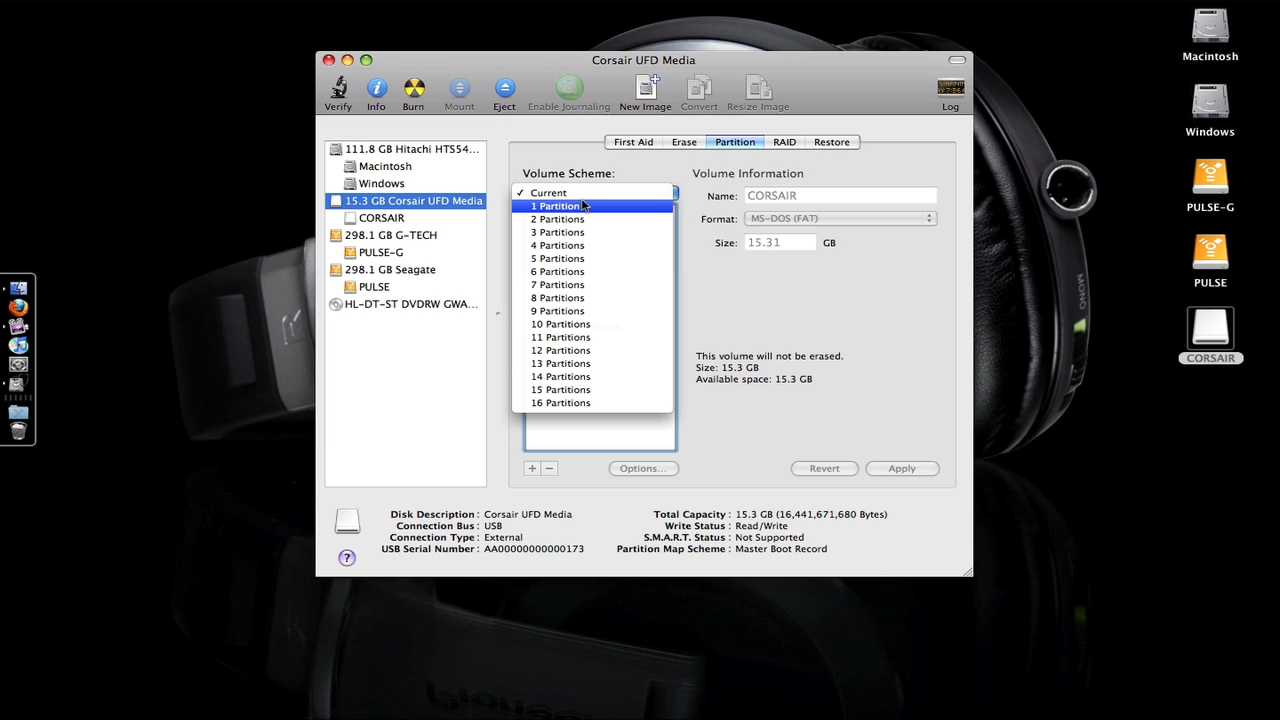 Corsair UFD Media
Verify
Info
Burn
Mount
Eject
Enable Journaling
New Image
Convert
Resize Image
Log
111.8 GB Hitachi HTS54...
Macintosh
Windows
15.3 GB Corsair UFD Media
CORSAIR
298.1 GB G-TECH
PULSE-G
298.1 GB Seagate
PULSE
HL-DT-ST DVDRW GWA...
First Aid
Erase
Partition
RAID
Restore
Volume Scheme:
✓ Current
1 Partition
2 Partitions
3 Partitions
4 Partitions
5 Partitions
6 Partitions
7 Partitions
8 Partitions
9 Partitions
10 Partitions
11 Partitions
12 Partitions
13 Partitions
14 Partitions
15 Partitions
16 Partitions
+ −
Options...
Volume Information
Name: CORSAIR
Format: MS-DOS (FAT)
Size: 15.31 GB
This volume will not be erased.
Size: 15.3 GB
Available space: 15.3 GB
Revert
Apply
Disk Description : Corsair UFD Media
Connection Bus : USB
Connection Type : External
USB Serial Number : AA00000000000173
Total Capacity : 15.3 GB (16,441,671,680 Bytes)
Write Status : Read/Write
S.M.A.R.T. Status : Not Supported
Partition Map Scheme : Master Boot Record
?
Macintosh
Windows
PULSE-G
PULSE
CORSAIR
MONO
R